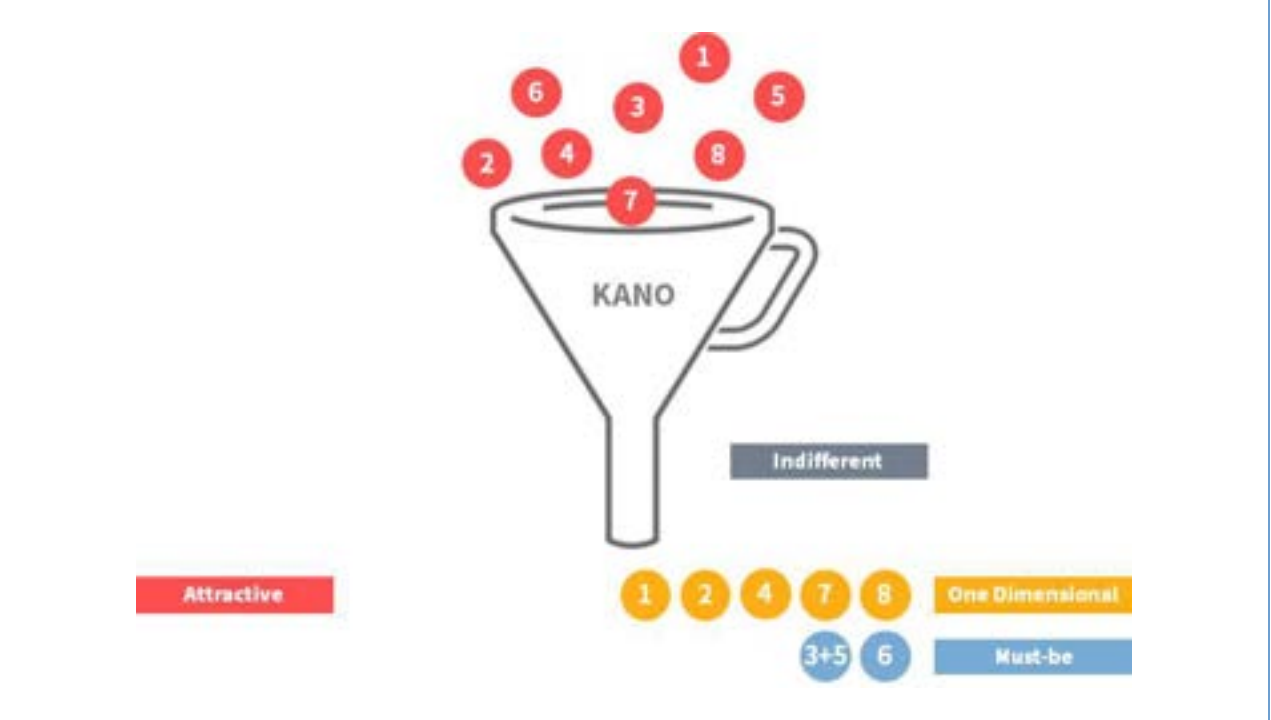 1
6
5
3
4
8
2
7
KANO
Indifferent
Attractive
1 2 4 7 8 One Dimensional
3+5 6 Must-be